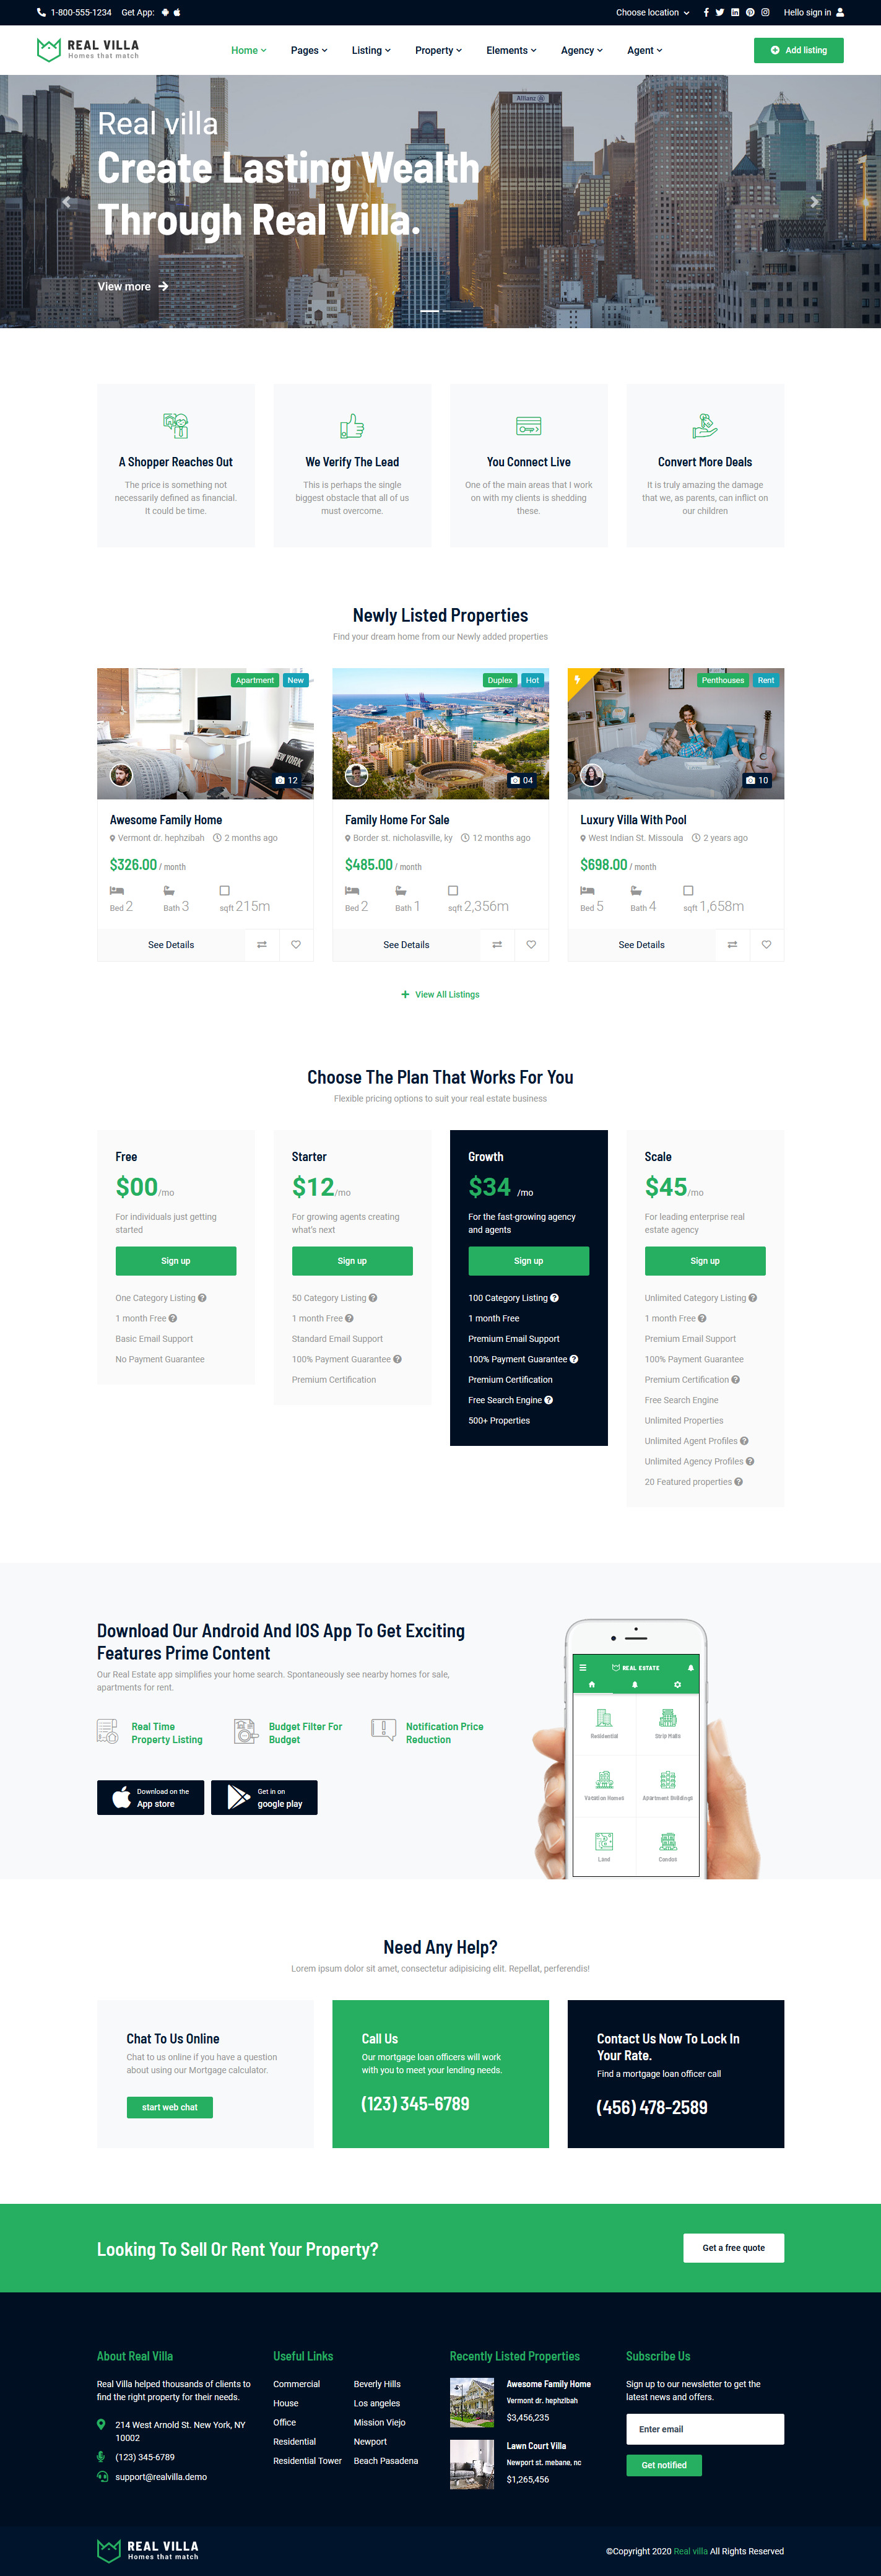 1-800-555-1234 Get App:
Choose location
Hello sign in
REAL VILLA
Homes that match
Home Pages Listing Property Elements Agency Agent
Add listing
Allianz
Real villa
Create Lasting Wealth
Through Real Villa.
View more
A Shopper Reaches Out
The price is something not
necessarily defined as financial.
It could be time.
We Verify The Lead
This is perhaps the single
biggest obstacle that all of us
must overcome.
You Connect Live
One of the main areas that I work
on with my clients is shedding
these.
Convert More Deals
It is truly amazing the damage
that we, as parents, can inflict on
our children
Newly Listed Properties
Find your dream home from our Newly added properties
Apartment New
NEW YORK
12
Awesome Family Home
Vermont dr. hephzibah 2 months ago
$326.00 / month
Bed 2 Bath 3 sqft 215m
See Details
Duplex Hot
04
Family Home For Sale
Border st. nicholasville, ky 12 months ago
$485.00 / month
Bed 2 Bath 1 sqft 2,356m
See Details
Penthouses Rent
10
Luxury Villa With Pool
West Indian St. Missoula 2 years ago
$698.00 / month
Bed 5 Bath 4 sqft 1,658m
See Details
View All Listings
Choose The Plan That Works For You
Flexible pricing options to suit your real estate business
Free
$00/mo
For individuals just getting
started
Sign up
One Category Listing
1 month Free
Basic Email Support
No Payment Guarantee
Starter
$12/mo
For growing agents creating
what's next
Sign up
50 Category Listing
1 month Free
Standard Email Support
100% Payment Guarantee
Premium Certification
Growth
$34 /mo
For the fast-growing agency
and agents
Sign up
100 Category Listing
1 month Free
Premium Email Support
100% Payment Guarantee
Premium Certification
Free Search Engine
500+ Properties
Scale
$45/mo
For leading enterprise real
estate agency
Sign up
Unlimited Category Listing
1 month Free
Premium Email Support
100% Payment Guarantee
Premium Certification
Free Search Engine
Unlimited Properties
Unlimited Agent Profiles
Unlimited Agency Profiles
20 Featured properties
Download Our Android And IOS App To Get Exciting
Features Prime Content
Our Real Estate app simplifies your home search. Spontaneously see nearby homes for sale,
apartments for rent.
Real Time
Property Listing
Budget Filter For
Budget
Notification Price
Reduction
Download on the
App store
Get in on
google play
REAL ESTATE
Residential Strip Malls
Vacation Homes Apartment Buildings
Land Condos
Need Any Help?
Lorem ipsum dolor sit amet, consectetur adipisicing elit. Repellat, perferendis!
Chat To Us Online
Chat to us online if you have a question
about using our Mortgage calculator.
start web chat
Call Us
Our mortgage loan officers will work
with you to meet your lending needs.
(123) 345-6789
Contact Us Now To Lock In
Your Rate.
Find a mortgage loan officer call
(456) 478-2589
Looking To Sell Or Rent Your Property?
Get a free quote
About Real Villa
Real Villa helped thousands of clients to
find the right property for their needs.
214 West Arnold St. New York, NY
10002
(123) 345-6789
support@realvilla.demo
Useful Links
Commercial
House
Office
Residential
Residential Tower
Beverly Hills
Los angeles
Mission Viejo
Newport
Beach Pasadena
Recently Listed Properties
Awesome Family Home
Vermont dr. hephzibah
$3,456,235
Lawn Court Villa
Newport st. mebane, nc
$1,265,456
Subscribe Us
Sign up to our newsletter to get the
latest news and offers.
Enter email
Get notified
REAL VILLA
Homes that match
©Copyright 2020 Real villa All Rights Reserved